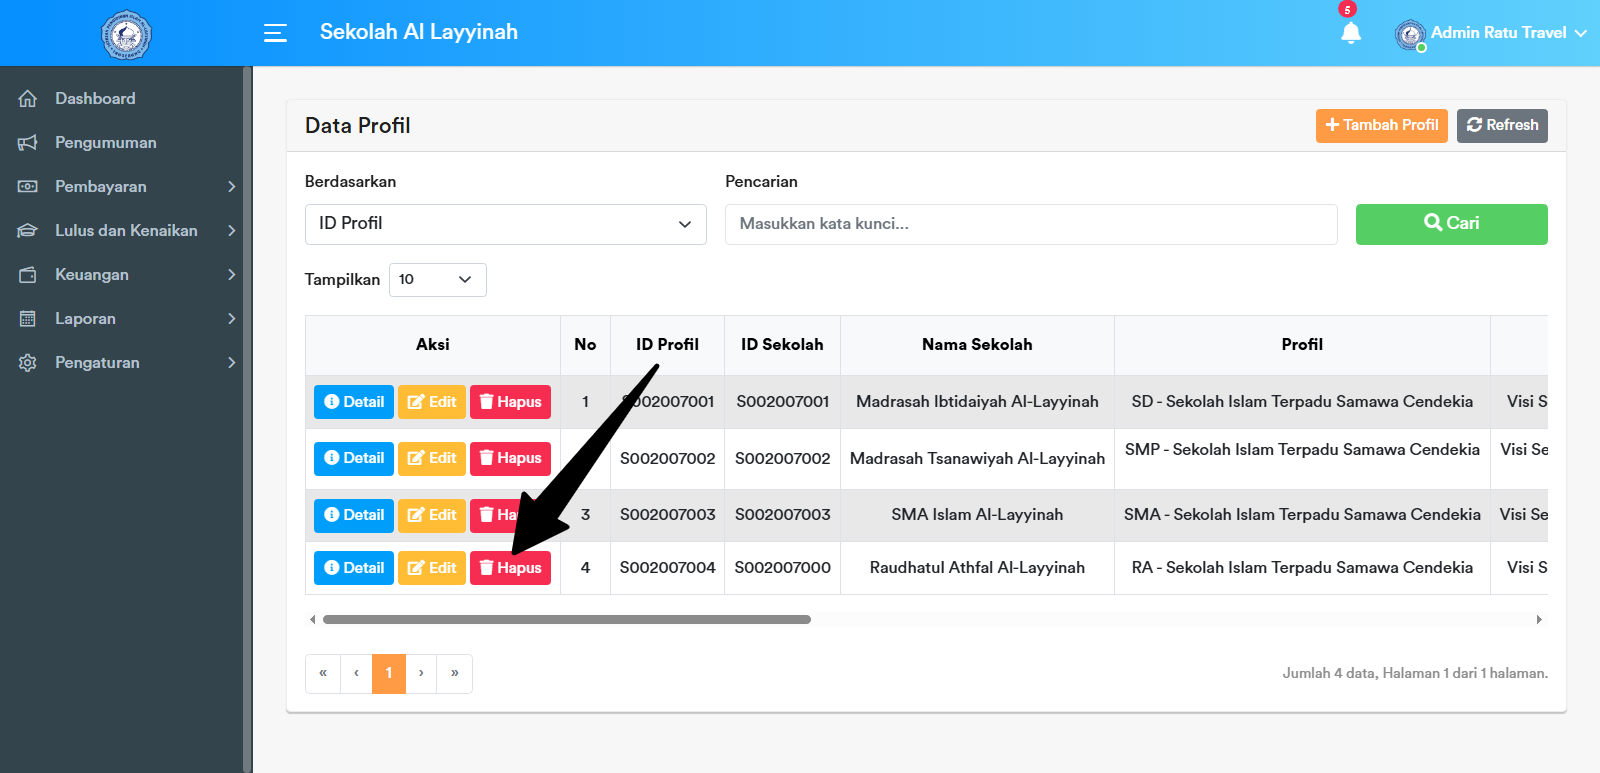 Sekolah Al Layyinah
5
Admin Ratu Travel
Dashboard
Pengumuman
Pembayaran
Lulus dan Kenaikan
Keuangan
Laporan
Pengaturan
Data Profil
Tambah Profil
Refresh
Berdasarkan
Pencarian
ID Profil
Masukkan kata kunci...
Cari
Tampilkan 10
Aksi No ID Profil ID Sekolah Nama Sekolah Profil
Detail Edit Hapus 1 S002007001 S002007001 Madrasah Ibtidaiyah Al-Layyinah SD - Sekolah Islam Terpadu Samawa Cendekia Visi S
Detail Edit Hapus S002007002 S002007002 Madrasah Tsanawiyah Al-Layyinah SMP - Sekolah Islam Terpadu Samawa Cendekia Visi Se
Detail Edit Ha 3 S002007003 S002007003 SMA Islam Al-Layyinah SMA - Sekolah Islam Terpadu Samawa Cendekia Visi Se
Detail Edit Hapus 4 S002007004 S002007000 Raudhatul Athfal Al-Layyinah RA - Sekolah Islam Terpadu Samawa Cendekia Visi S
« ‹ 1 › »
Jumlah 4 data, Halaman 1 dari 1 halaman.